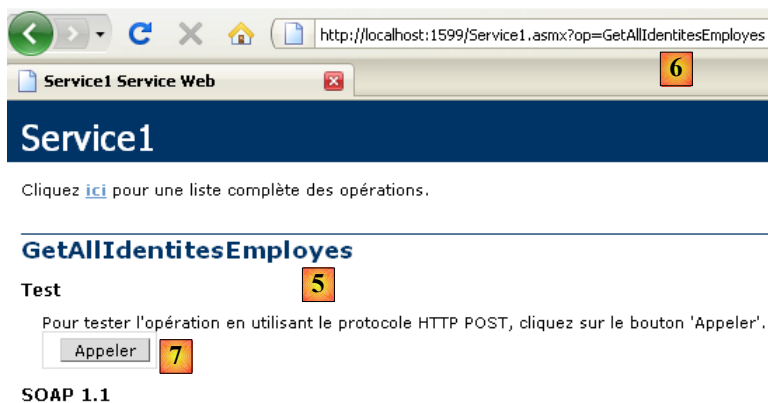 http://localhost:1599/Service1.asmx?op=GetAllIdentitesEmployes
6
Service1 Service Web
Service1
Cliquez ici pour une liste complète des opérations.
GetAllIdentitesEmployes
5
Test
Pour tester l'opération en utilisant le protocole HTTP POST, cliquez sur le bouton 'Appeler'.
Appeler
7
SOAP 1.1